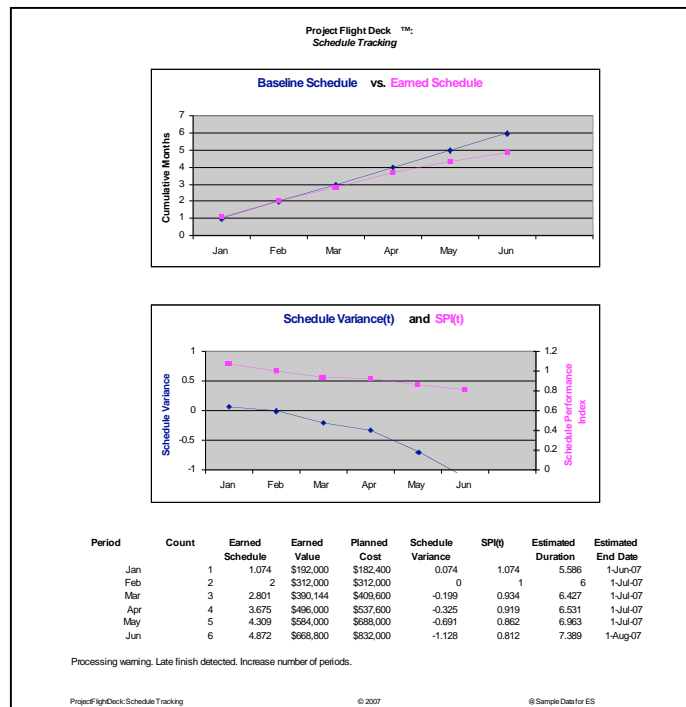 Project Flight Deck ™:
Schedule Tracking
Baseline Schedule vs. Earned Schedule
Cumulative Months
7
6
5
4
3
2
1
0
Jan Feb Mar Apr May Jun
Schedule Variance(t) and SPI(t)
Schedule Variance
1
0.5
0
-0.5
-1
1.2
1
0.8
0.6
0.4
0.2
0
Schedule Performance
Index
Jan Feb Mar Apr May Jun
Period Count Earned Earned Planned Schedule SPI(t) Estimated Estimated
Schedule Value Cost Variance Duration End Date
Jan 1 1.074 $192,000 $182,400 0.074 1.074 5.586 1-Jun-07
Feb 2 2 $312,000 $312,000 0 1 6 1-Jul-07
Mar 3 2.801 $390,144 $409,600 -0.199 0.934 6.427 1-Jul-07
Apr 4 3.675 $496,000 $537,600 -0.325 0.919 6.531 1-Jul-07
May 5 4.309 $584,000 $688,000 -0.691 0.862 6.963 1-Jul-07
Jun 6 4.872 $668,800 $832,000 -1.128 0.812 7.389 1-Aug-07
Processing warning. Late finish detected. Increase number of periods.
ProjectFlightDeck:Schedule Tracking © 2007 @Sample Data for ES